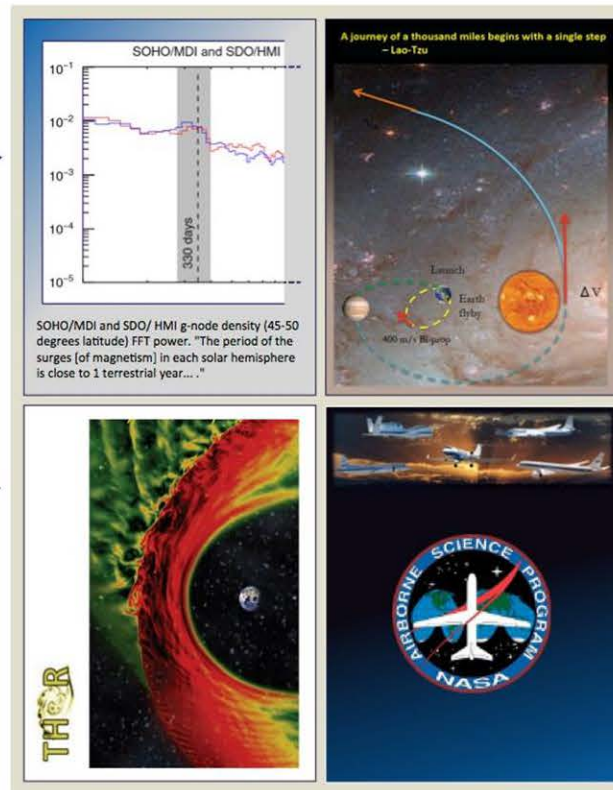 SOHO/MDI and SDO/HMI
10⁻¹
10⁻²
10⁻³
10⁻⁴
10⁻⁵
330 days
SOHO/MDI and SDO/ HMI g-node density (45-50
degrees latitude) FFT power. "The period of the
surges [of magnetism] in each solar hemisphere
is close to 1 terrestrial year... ."
A journey of a thousand miles begins with a single step
– Lao-Tzu
Launch
Earth
flyby
400 m/s Bi-prop
ΔV
THOR
AIRBORNE SCIENCE PROGRAM
NASA